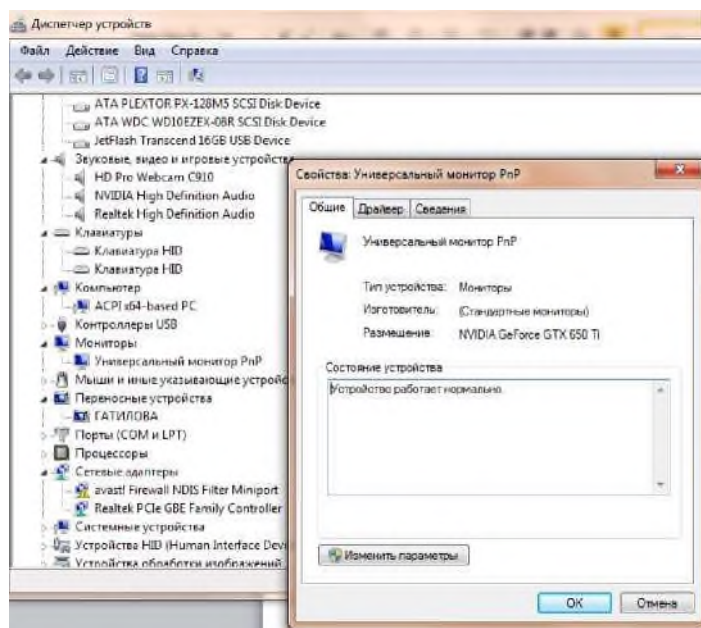 Диспетчер устройств
Файл Действие Вид Справка
ATA PLEXTOR PX-128M5 SCSI Disk Device
ATA WDC WD10EZEX-08R SCSI Disk Device
JetFlash Transcend 16GB USB Device
Звуковые, видео и игровые устройства
HD Pro Webcam C910
NVIDIA High Definition Audio
Realtek High Definition Audio
Клавиатуры
Клавиатура HID
Клавиатура HID
Компьютер
ACPI x64-based PC
Контроллеры USB
Мониторы
Универсальный монитор PnP
Мыши и иные указывающие устройс
Переносные устройства
ГАТИЛОВА
Порты (COM и LPT)
Процессоры
Сетевые адаптеры
avast! Firewall NDIS Filter Miniport
Realtek PCIe GBE Family Controller
Системные устройства
Устройства HID (Human Interface Devi
Устройства обработки изображений
Свойства: Универсальный монитор PnP
Общие Драйвер Сведения
Универсальный монитор PnP
Тип устройства: Мониторы
Изготовитель: (Стандартные мониторы)
Размещение: NVIDIA GeForce GTX 650 Ti
Состояние устройства
Устройство работает нормально.
Изменить параметры
OK Отмена